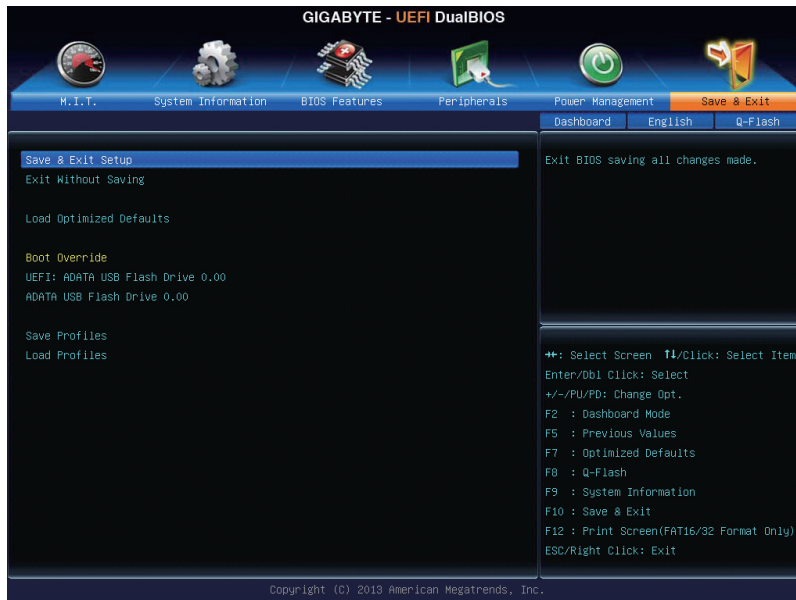 GIGABYTE - UEFI DualBIOS
M.I.T. System Information BIOS Features Peripherals Power Management Save & Exit
Dashboard English Q-Flash
Save & Exit Setup
Exit Without Saving
Load Optimized Defaults
Boot Override
UEFI: ADATA USB Flash Drive 0.00
ADATA USB Flash Drive 0.00
Save Profiles
Load Profiles
Exit BIOS saving all changes made.
→←: Select Screen ↑↓/Click: Select Item
Enter/Dbl Click: Select
+/-/PU/PD: Change Opt.
F2 : Dashboard Mode
F5 : Previous Values
F7 : Optimized Defaults
F8 : Q-Flash
F9 : System Information
F10 : Save & Exit
F12 : Print Screen(FAT16/32 Format Only)
ESC/Right Click: Exit
Copyright (C) 2013 American Megatrends, Inc.